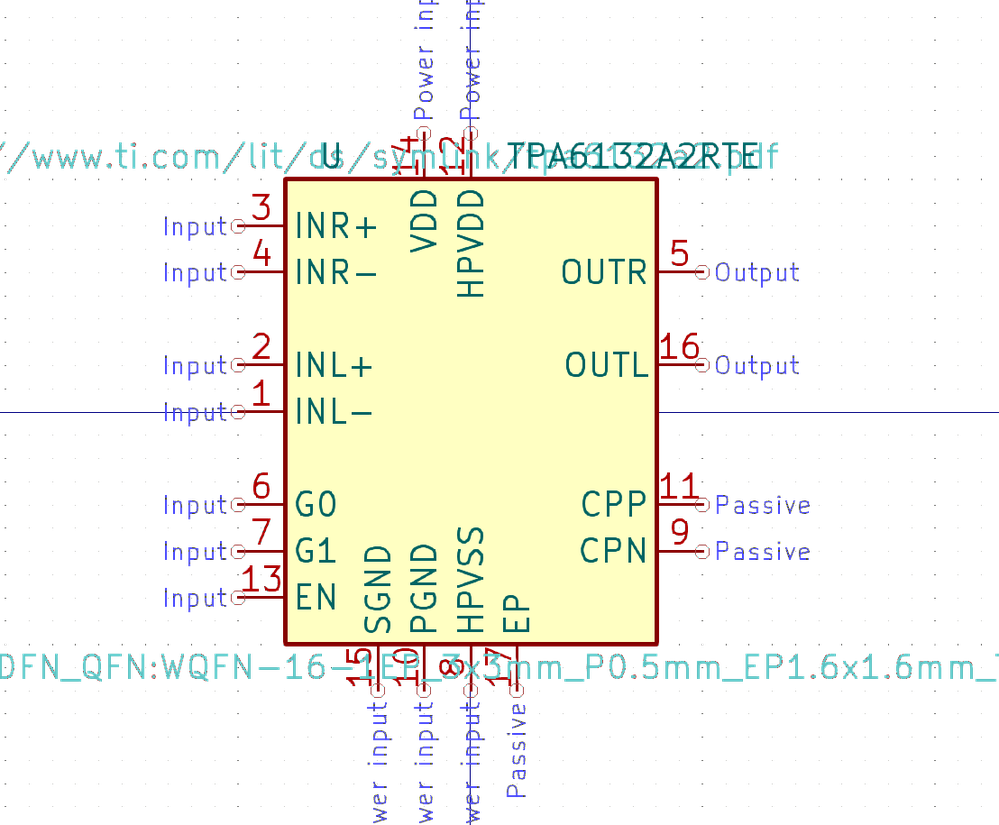 Power inp
Power inp
14
12
//www.ti.com/lit/ds/symlink/tpa6132a2.pdf
U
TPA6132A2RTE
VDD
HPVDD
Input 3 INR+
Input 4 INR-
OUTR 5 Output
Input 2 INL+
OUTL 16 Output
Input 1 INL-
Input 6 G0
CPP 11 Passive
Input 7 G1
CPN 9 Passive
Input 13 EN
SGND
PGND
HPVSS
EP
15
10
8
17
DFN_QFN:WQFN-16-1EP_3x3mm_P0.5mm_EP1.6x1.6mm_
wer input
wer input
wer input
Passive